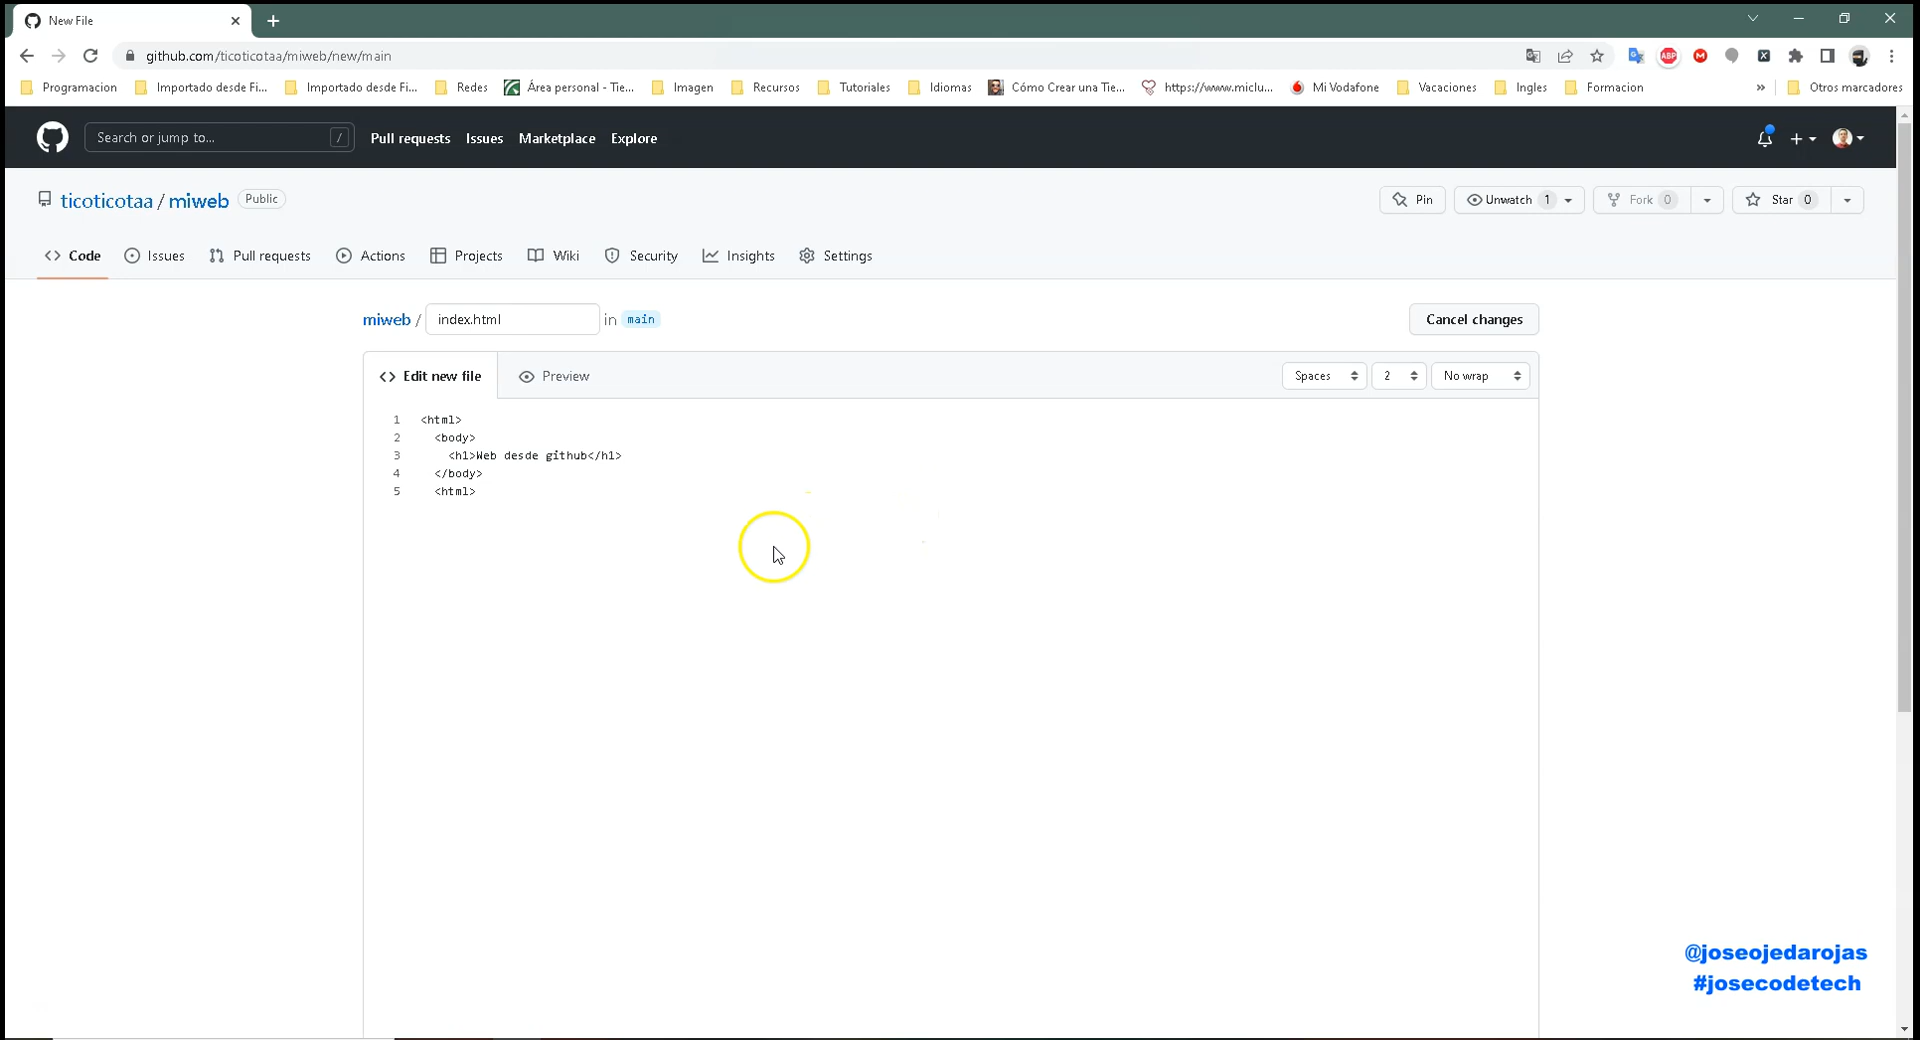 New File
github.com/ticoticotaa/miweb/new/main
Programacion Importado desde Fi... Importado desde Fi... Redes Área personal - Tie... Imagen Recursos Tutoriales Idiomas Cómo Crear una Tie... https://www.miclu... Mi Vodafone Vacaciones Ingles Formacion » Otros marcadores
Search or jump to... / Pull requests Issues Marketplace Explore
ticoticotaa / miweb Public Pin Unwatch 1 Fork 0 Star 0
Code Issues Pull requests Actions Projects Wiki Security Insights Settings
miweb / index.html in main Cancel changes
<> Edit new file Preview Spaces 2 No wrap
1 <html>
2 <body>
3 <h1>Web desde github</h1>
4 </body>
5 <html>
@joseojedarojas
#josecodetech